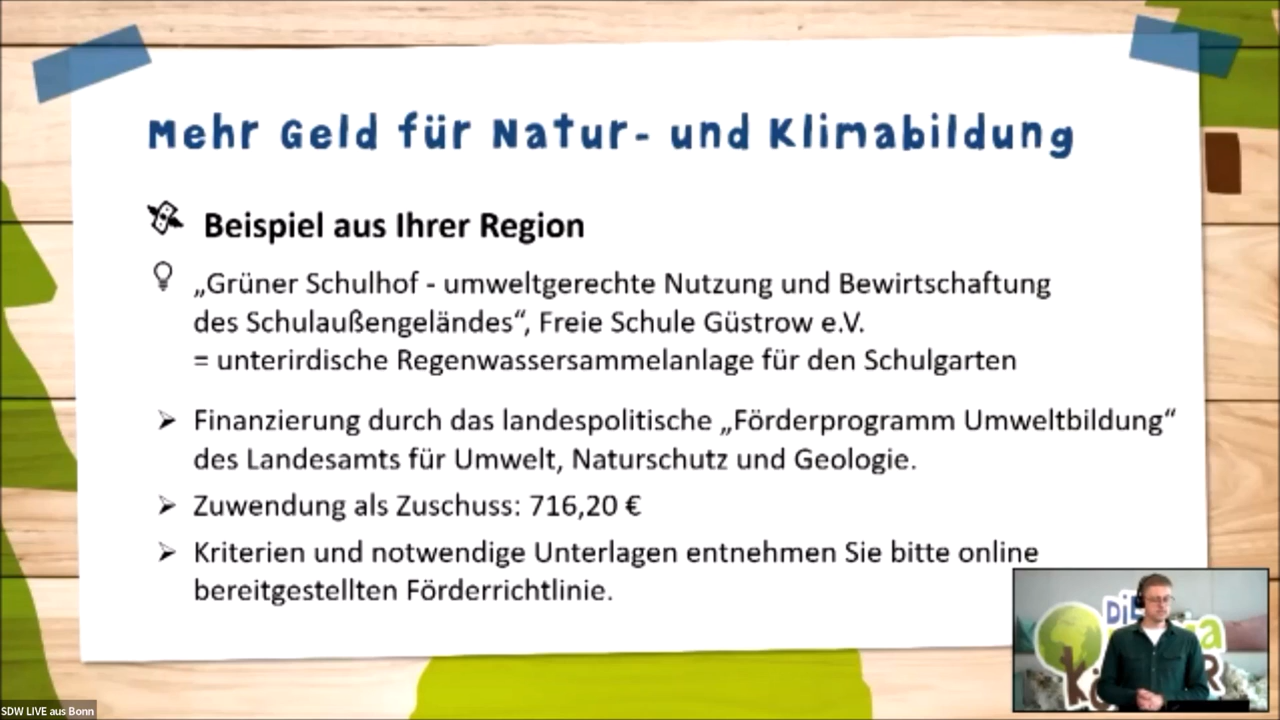 Mehr Geld für Natur- und Klimabildung
Beispiel aus Ihrer Region
„Grüner Schulhof - umweltgerechte Nutzung und Bewirtschaftung
des Schulaußengeländes“, Freie Schule Güstrow e.V.
= unterirdische Regenwassersammelanlage für den Schulgarten
Finanzierung durch das landespolitische „Förderprogramm Umweltbildung“
des Landesamts für Umwelt, Naturschutz und Geologie.
Zuwendung als Zuschuss: 716,20 €
Kriterien und notwendige Unterlagen entnehmen Sie bitte online
bereitgestellten Förderrichtlinie.
SDW LIVE aus Bonn